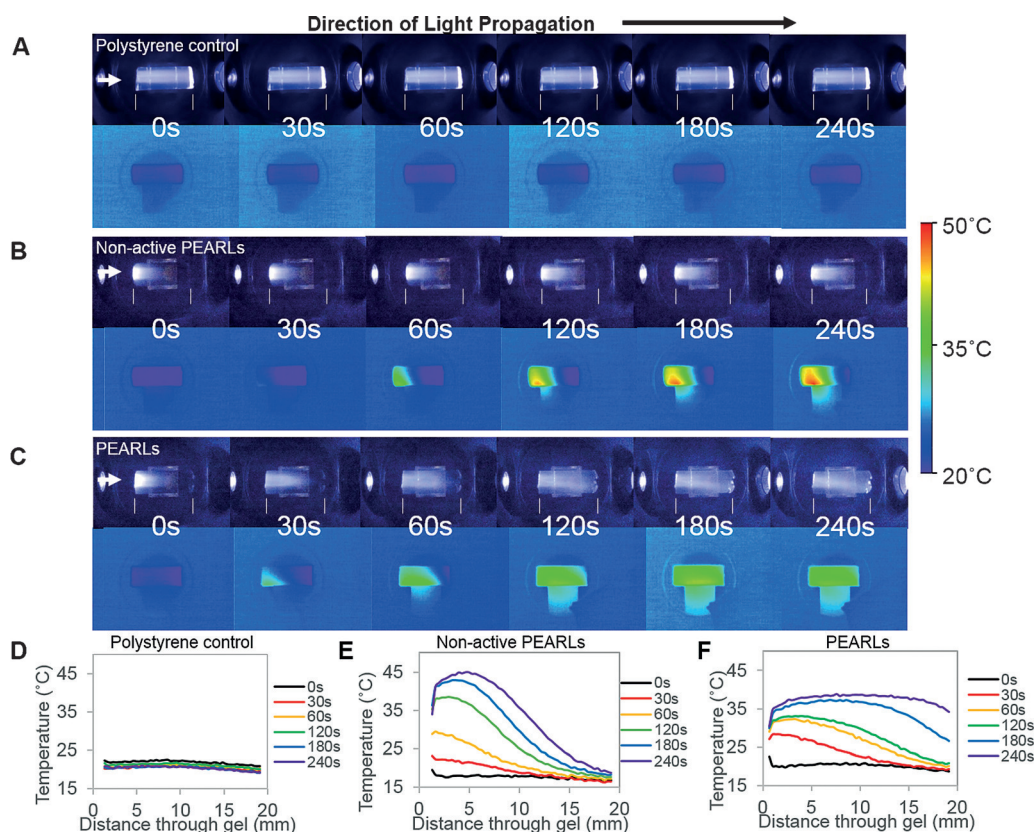 Direction of Light Propagation
A
Polystyrene control
0s 30s 60s 120s 180s 240s
B
Non-active PEARLs
0s 30s 60s 120s 180s 240s
50°C
35°C
20°C
C
PEARLs
0s 30s 60s 120s 180s 240s
D Polystyrene control
Temperature (°C)
45
35
25
15
0 5 10 15 20
Distance through gel (mm)
0s
30s
60s
120s
180s
240s
E Non-active PEARLs
Temperature (°C)
45
35
25
15
0 5 10 15 20
Distance through gel (mm)
0s
30s
60s
120s
180s
240s
F PEARLs
Temperature (°C)
45
35
25
15
0 5 10 15 20
Distance through gel (mm)
0s
30s
60s
120s
180s
240s